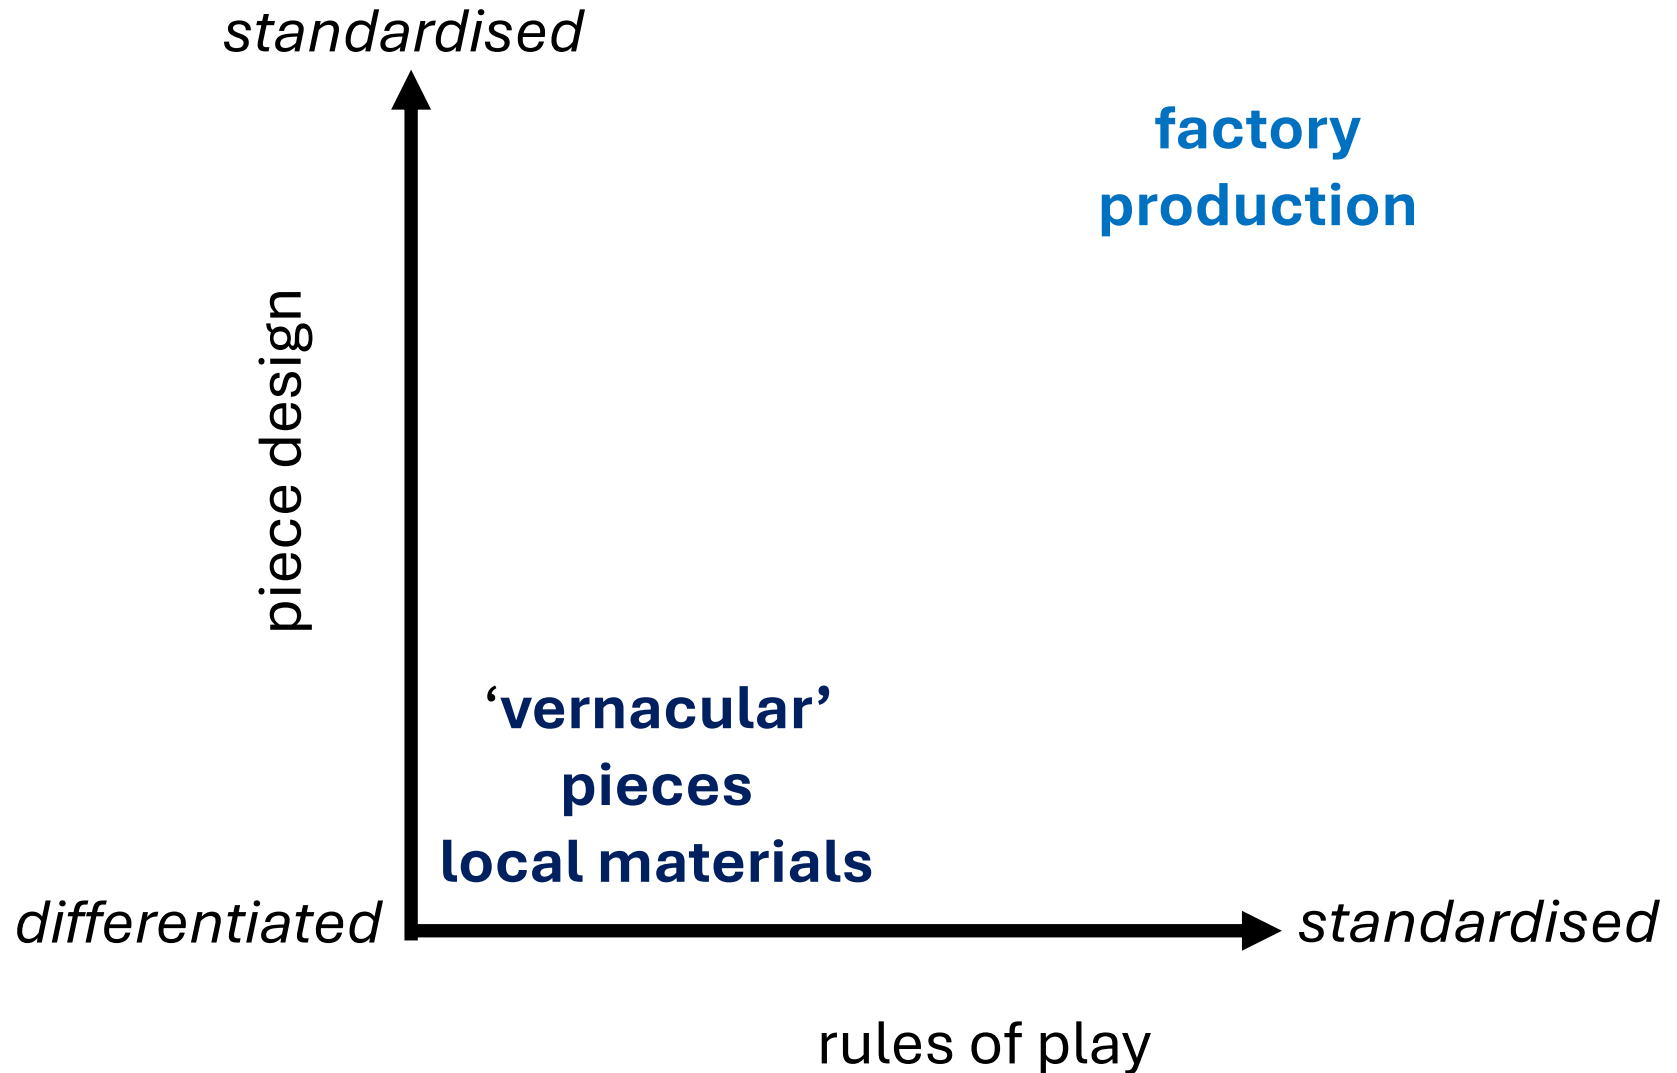 standardised
factory
production
piece design
‘vernacular’
pieces
local materials
differentiated
standardised
rules of play